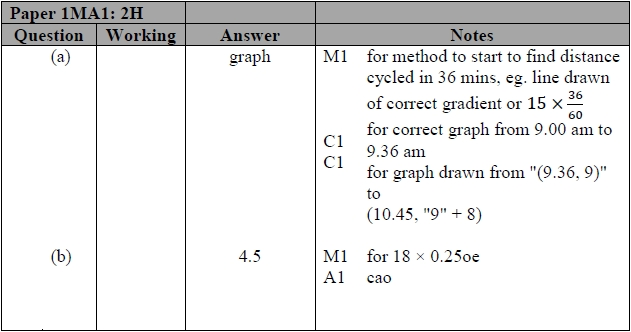 Paper 1MA1: 2H
Question Working Answer Notes
(a) graph M1 for method to start to find distance
cycled in 36 mins, eg. line drawn
of correct gradient or 15 × 36/60
C1 for correct graph from 9.00 am to
9.36 am
C1 for graph drawn from "(9.36, 9)"
to
(10.45, "9" + 8)
(b) 4.5 M1 for 18 × 0.25oe
A1 cao